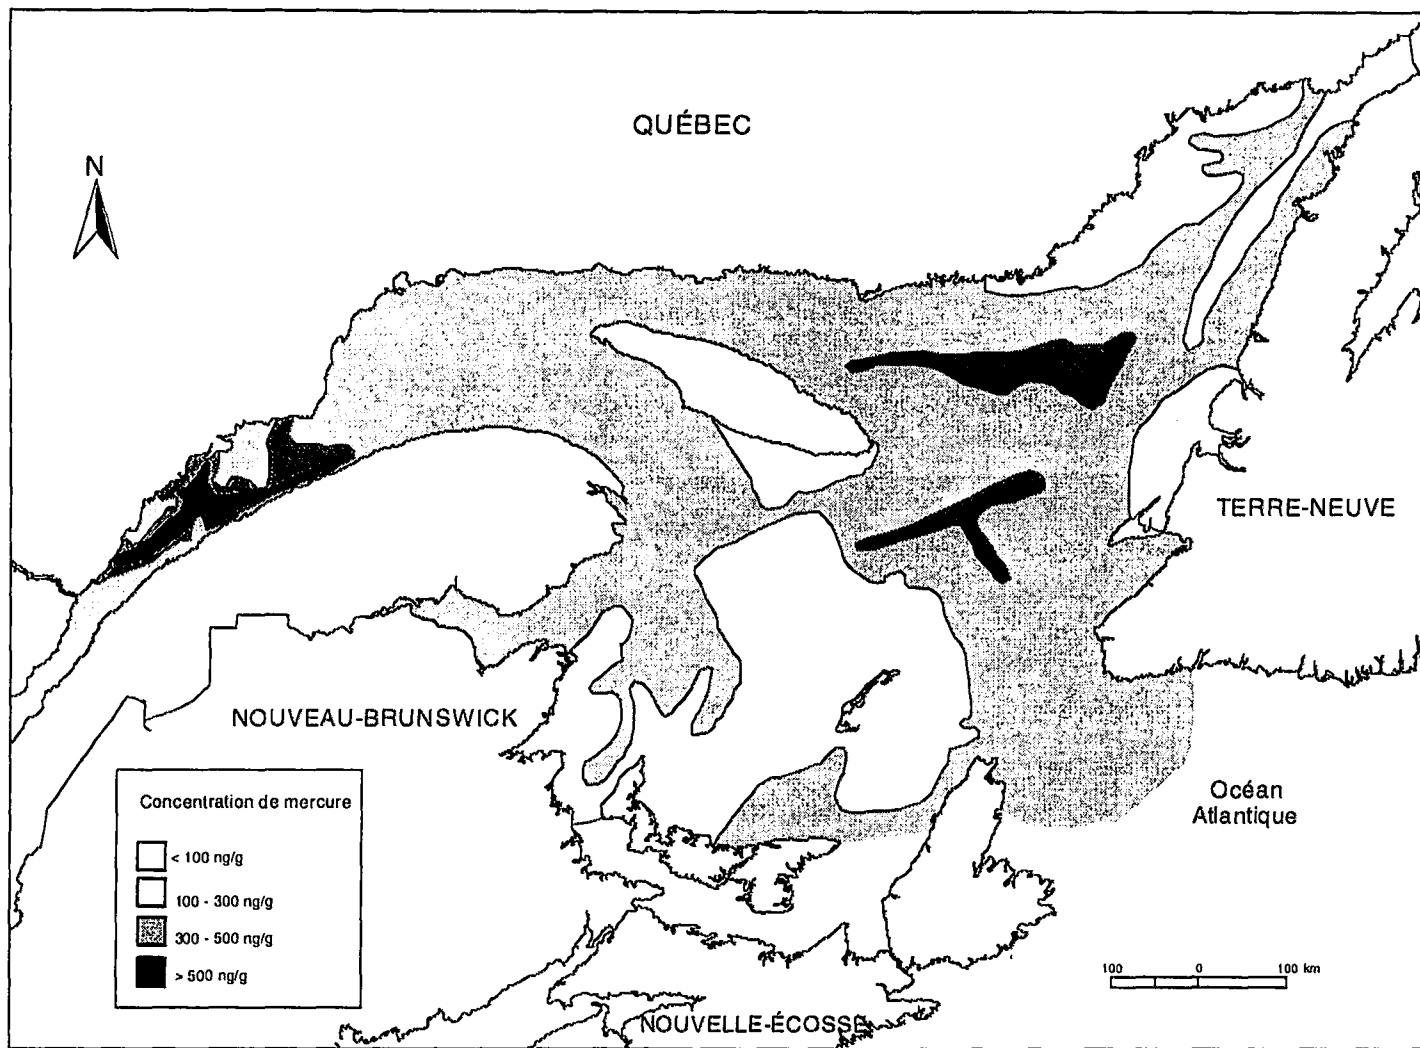 QUÉBEC
N
TERRE-NEUVE
NOUVEAU-BRUNSWICK
Océan
Atlantique
Concentration de mercure
< 100 ng/g
100 - 300 ng/g
300 - 500 ng/g
> 500 ng/g
100 0 100 km
NOUVELLE-ÉCOSSE